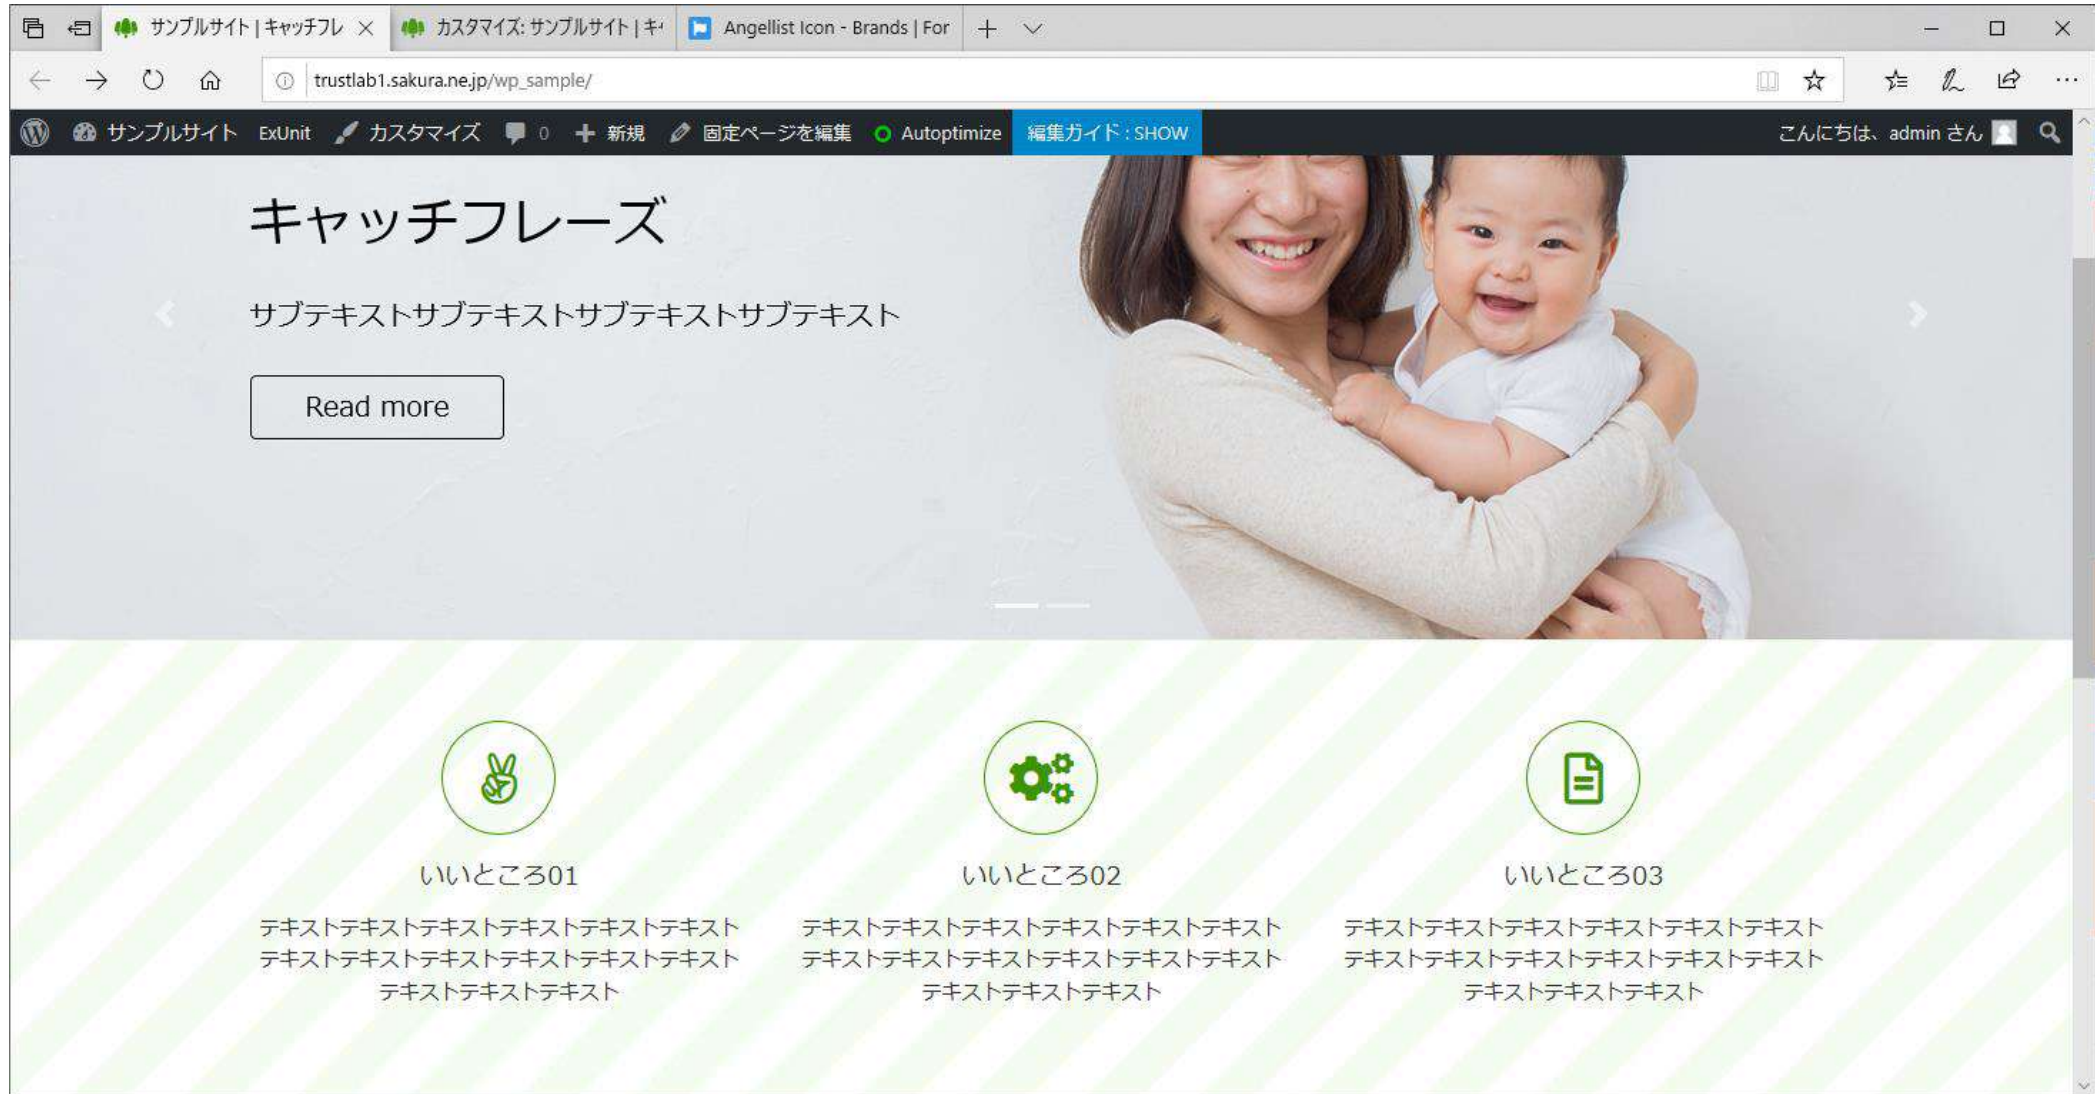 サンプルサイト | キャッチフレ
カスタマイズ: サンプルサイト | キ
Angellist Icon - Brands | For
trustlab1.sakura.ne.jp/wp_sample/
サンプルサイト ExUnit カスタマイズ 0 新規 固定ページを編集 Autoptimize 編集ガイド : SHOW こんにちは、admin さん
キャッチフレーズ
サブテキストサブテキストサブテキストサブテキスト
Read more
いいところ01
テキストテキストテキストテキストテキストテキスト
テキストテキストテキストテキストテキストテキスト
テキストテキストテキスト
いいところ02
テキストテキストテキストテキストテキストテキスト
テキストテキストテキストテキストテキストテキスト
テキストテキストテキスト
いいところ03
テキストテキストテキストテキストテキストテキスト
テキストテキストテキストテキストテキストテキスト
テキストテキストテキスト